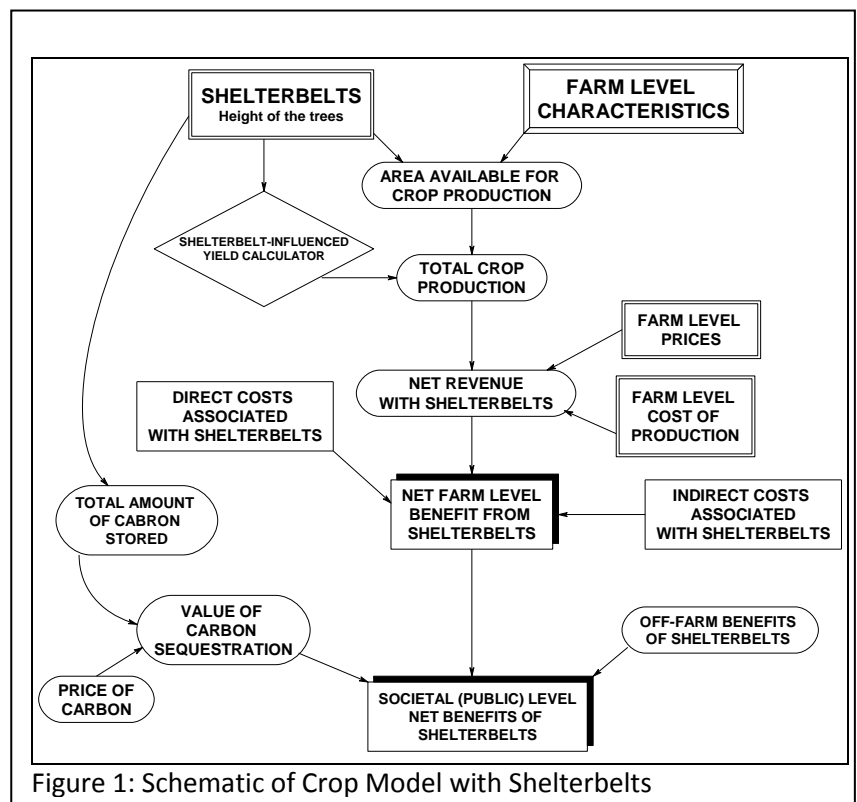 SHELTERBELTS
Height of the trees
FARM LEVEL
CHARACTERISTICS
AREA AVAILABLE FOR
CROP PRODUCTION
SHELTERBELT-INFLUENCED
YIELD CALCULATOR
TOTAL CROP
PRODUCTION
FARM LEVEL
PRICES
NET REVENUE
WITH SHELTERBELTS
DIRECT COSTS
ASSOCIATED
WITH SHELTERBELTS
FARM LEVEL
COST OF
PRODUCTION
TOTAL AMOUNT
OF CABRON
STORED
NET FARM LEVEL
BENEFIT FROM
SHELTERBELTS
INDIRECT COSTS
ASSOCIATED
WITH SHELTERBELTS
VALUE OF
CARBON
SEQUESTRATION
OFF-FARM BENEFITS
OF SHELTERBELTS
PRICE OF
CARBON
SOCIETAL (PUBLIC) LEVEL
NET BENEFITS OF
SHELTERBELTS
Figure 1: Schematic of Crop Model with Shelterbelts